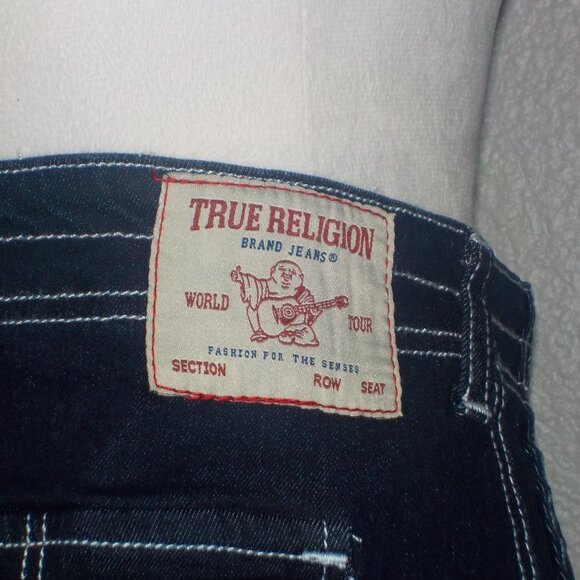 TRUE RELIGION
BRAND JEANS®
WORLD TOUR
FASHION FOR THE SENSES
SECTION ROW SEAT